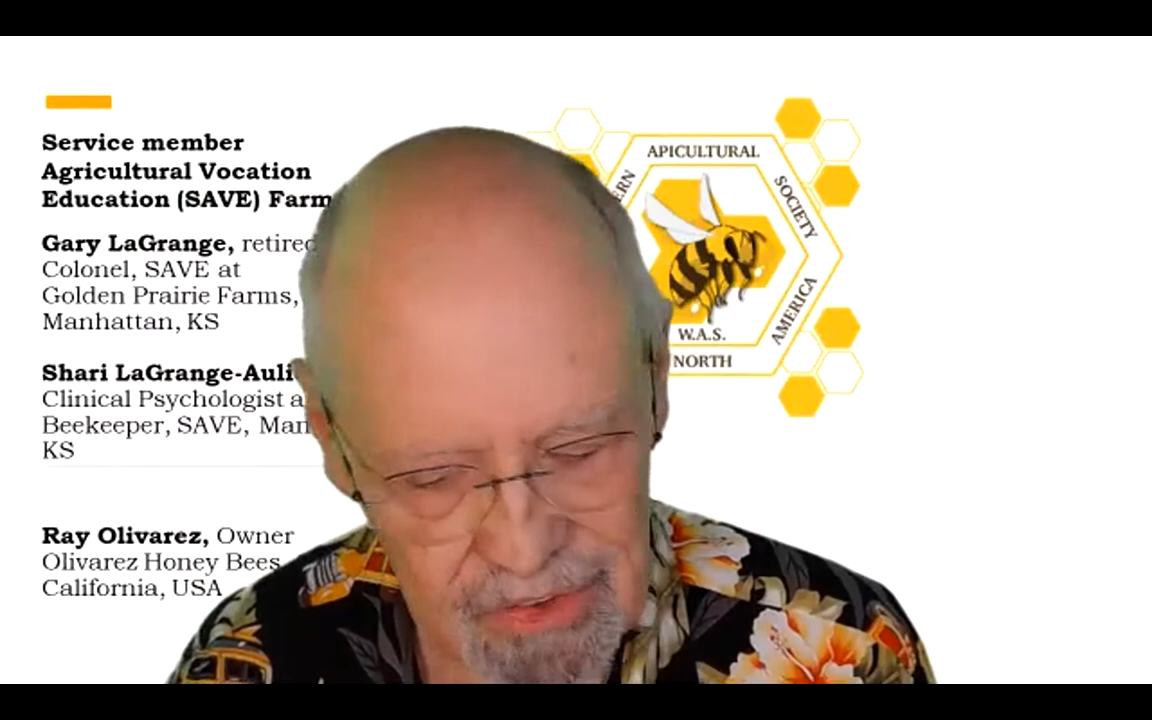 Service member
Agricultural Vocation
Education (SAVE) Farm
Gary LaGrange, retired
Colonel, SAVE at
Golden Prairie Farms,
Manhattan, KS
Shari LaGrange-Auli
Clinical Psychologist a
Beekeeper, SAVE, Man
KS
Ray Olivarez, Owner
Olivarez Honey Bees
California, USA
APICULTURAL
SOCIETY
AMERICA
W.A.S.
NORTH
ERN